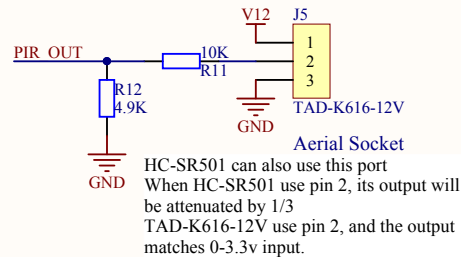 V12
J5
PIR_OUT
10K
R11
1
2
3
R12
4.9K
TAD-K616-12V
GND
GND
Aerial Socket
HC-SR501 can also use this port
When HC-SR501 use pin 2, its output will
be attenuated by 1/3
TAD-K616-12V use pin 2, and the output
matches 0-3.3v input.